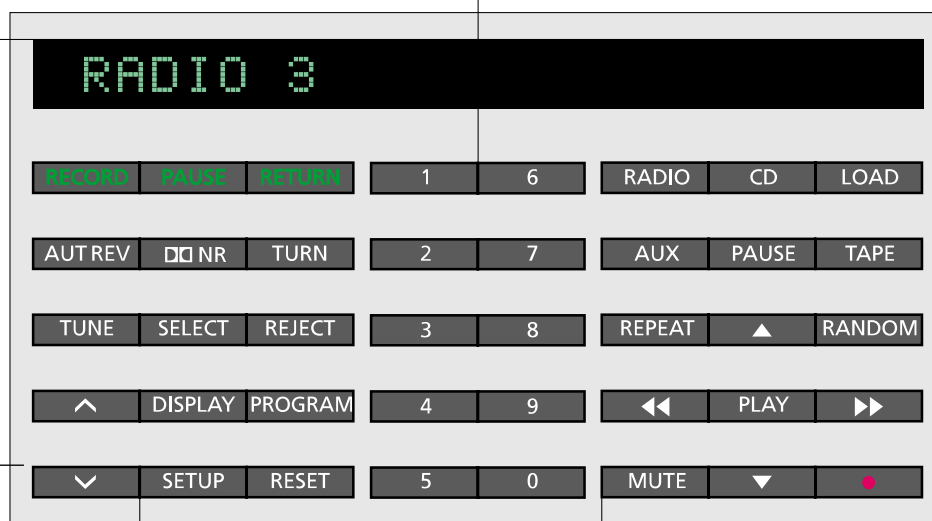 RADIO 3
RECORD PAUSE RETURN 1 6 RADIO CD LOAD
AUT REV NR TURN 2 7 AUX PAUSE TAPE
TUNE SELECT REJECT 3 8 REPEAT RANDOM
DISPLAY PROGRAM 4 9 PLAY
SETUP RESET 5 0 MUTE